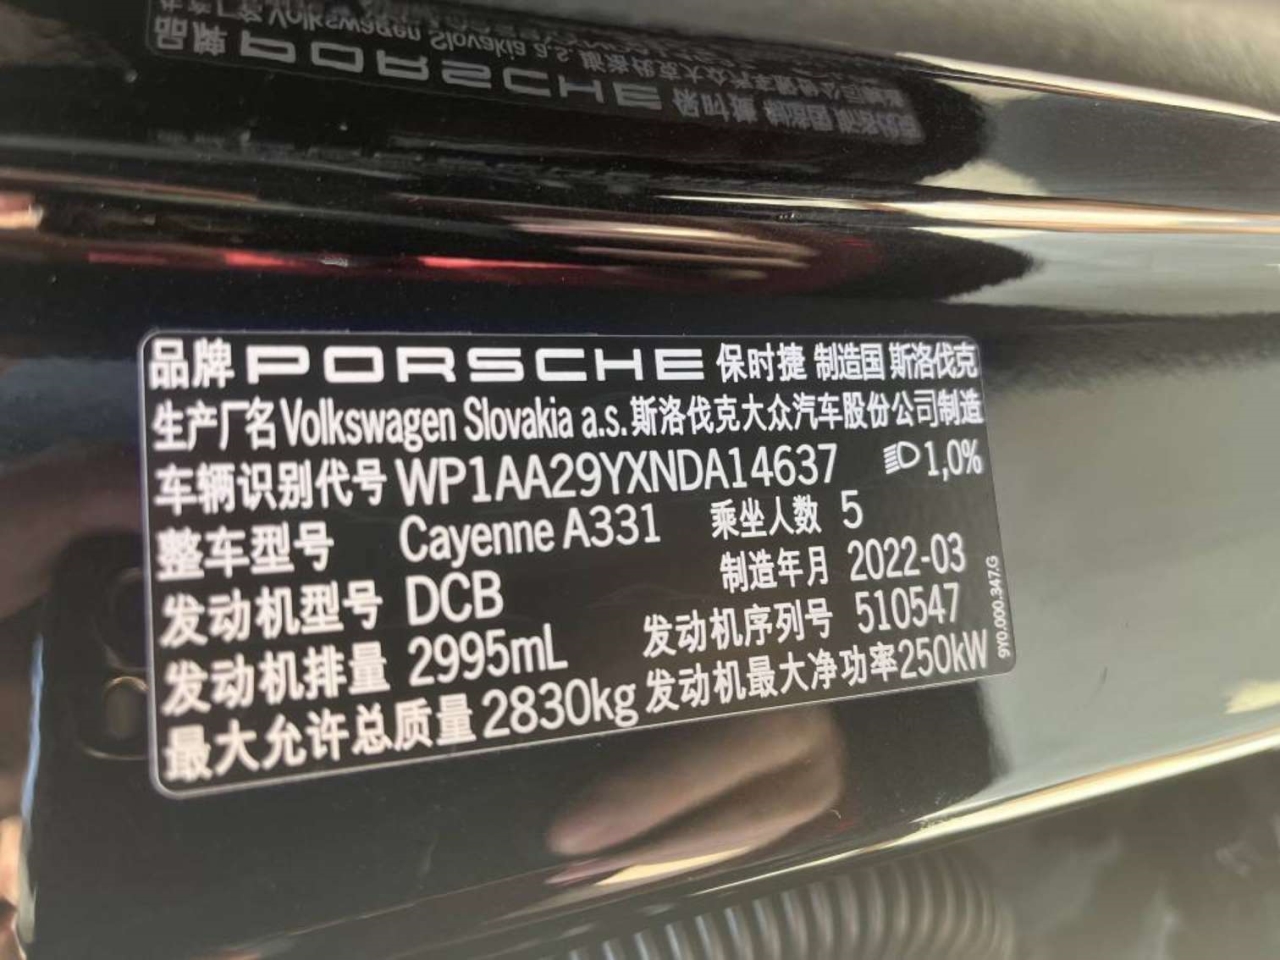 品牌 PORSCHE 保时捷 制造国 斯洛伐克
生产厂名 Volkswagen Slovakia a.s. 斯洛伐克大众汽车股份公司制造
车辆识别代号 WP1AA29YXNDA14637 1,0%
整车型号 Cayenne A331 乘坐人数 5
发动机型号 DCB 制造年月 2022-03
发动机排量 2995mL 发动机序列号 510547
最大允许总质量 2830kg 发动机最大净功率 250kW
9Y0.000.347.G